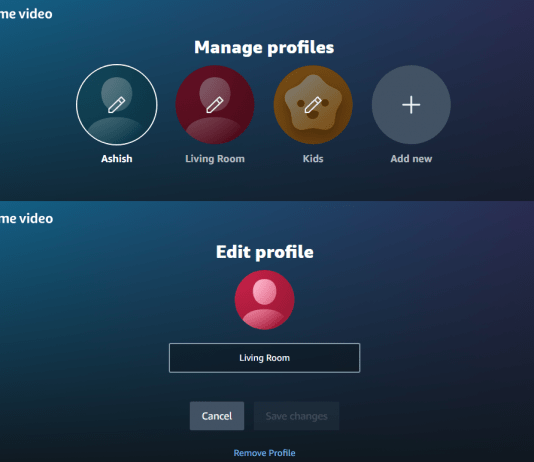 me video
Manage profiles
Ashish
Living Room
Kids
Add new
me video
Edit profile
Living Room
Cancel
Save changes
Remove Profile